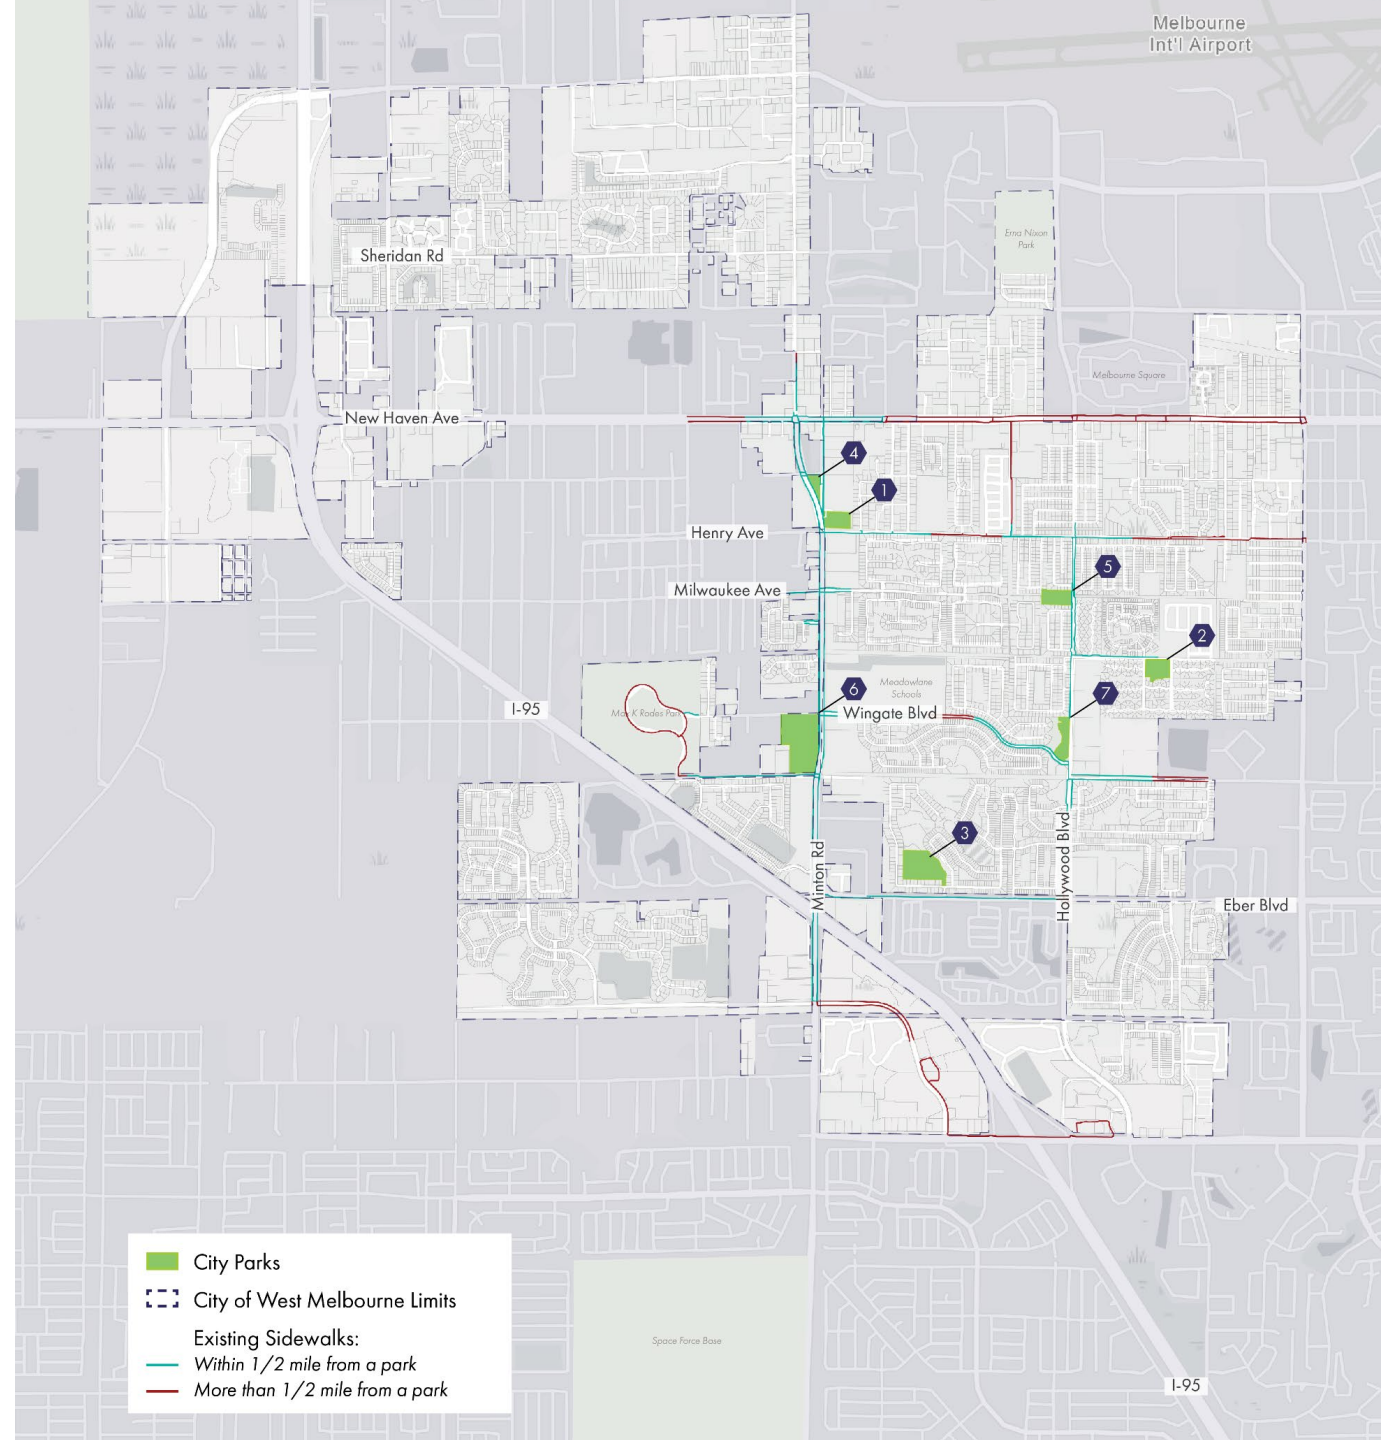 Melbourne
Int'l Airport
Erna Nixon
Park
Sheridan Rd
Melbourne Square
New Haven Ave
4
1
Henry Ave
5
Milwaukee Ave
2
Meadowlane
Schools
6
7
I-95
Max K Rodes Park
Wingate Blvd
3
Minton Rd
Hollywood Blvd
Eber Blvd
City Parks
City of West Melbourne Limits
Existing Sidewalks:
Within 1/2 mile from a park
More than 1/2 mile from a park
Space Force Base
I-95